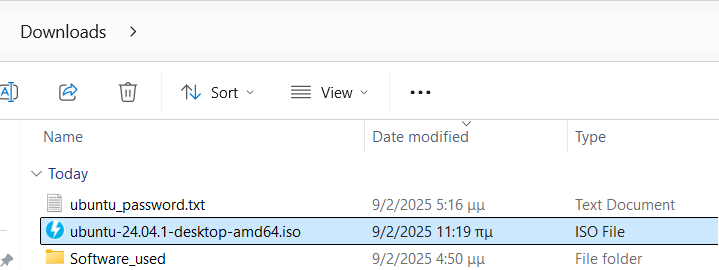 Downloads
Sort
View
Name Date modified Type
Today
ubuntu_password.txt 9/2/2025 5:16 μμ Text Document
ubuntu-24.04.1-desktop-amd64.iso 9/2/2025 11:19 πμ ISO File
Software_used 9/2/2025 4:50 μμ File folder